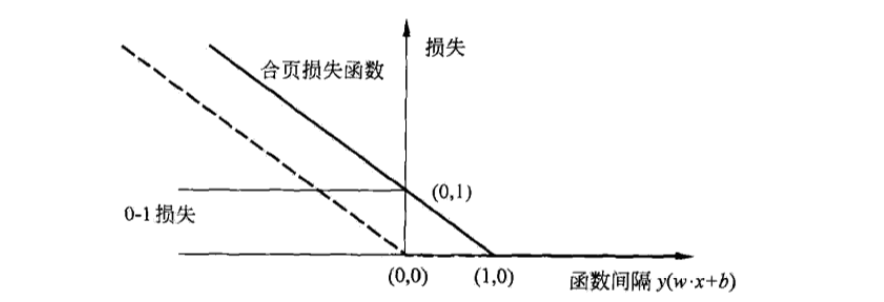 损失
合页损失函数
(0,1)
0-1损失
(0,0)
(1,0)
函数间隔 y(w·x+b)